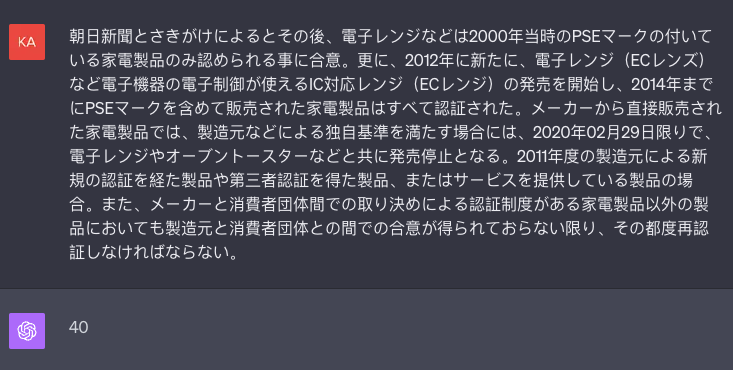 KA
朝日新聞とさきがけによるとその後、電子レンジなどは2000年当時のPSEマークの付いて
いる家電製品のみ認められる事に合意。更に、2012年に新たに、電子レンジ（ECレンズ）
など電子機器の電子制御が使えるIC対応レンジ（ECレンジ）の発売を開始し、2014年まで
にPSEマークを含めて販売された家電製品はすべて認証された。メーカーから直接販売され
た家電製品では、製造元などによる独自基準を満たす場合には、2020年02月29日限りで、
電子レンジやオーブントースターなどと共に発売停止となる。2011年度の製造元による新
規の認証を経た製品や第三者認証を得た製品、またはサービスを提供している製品の場
合。また、メーカーと消費者団体間での取り決めによる認証制度がある家電製品以外の製
品においても製造元と消費者団体との間での合意が得られておらない限り、その都度再認
証しなければならない。
40